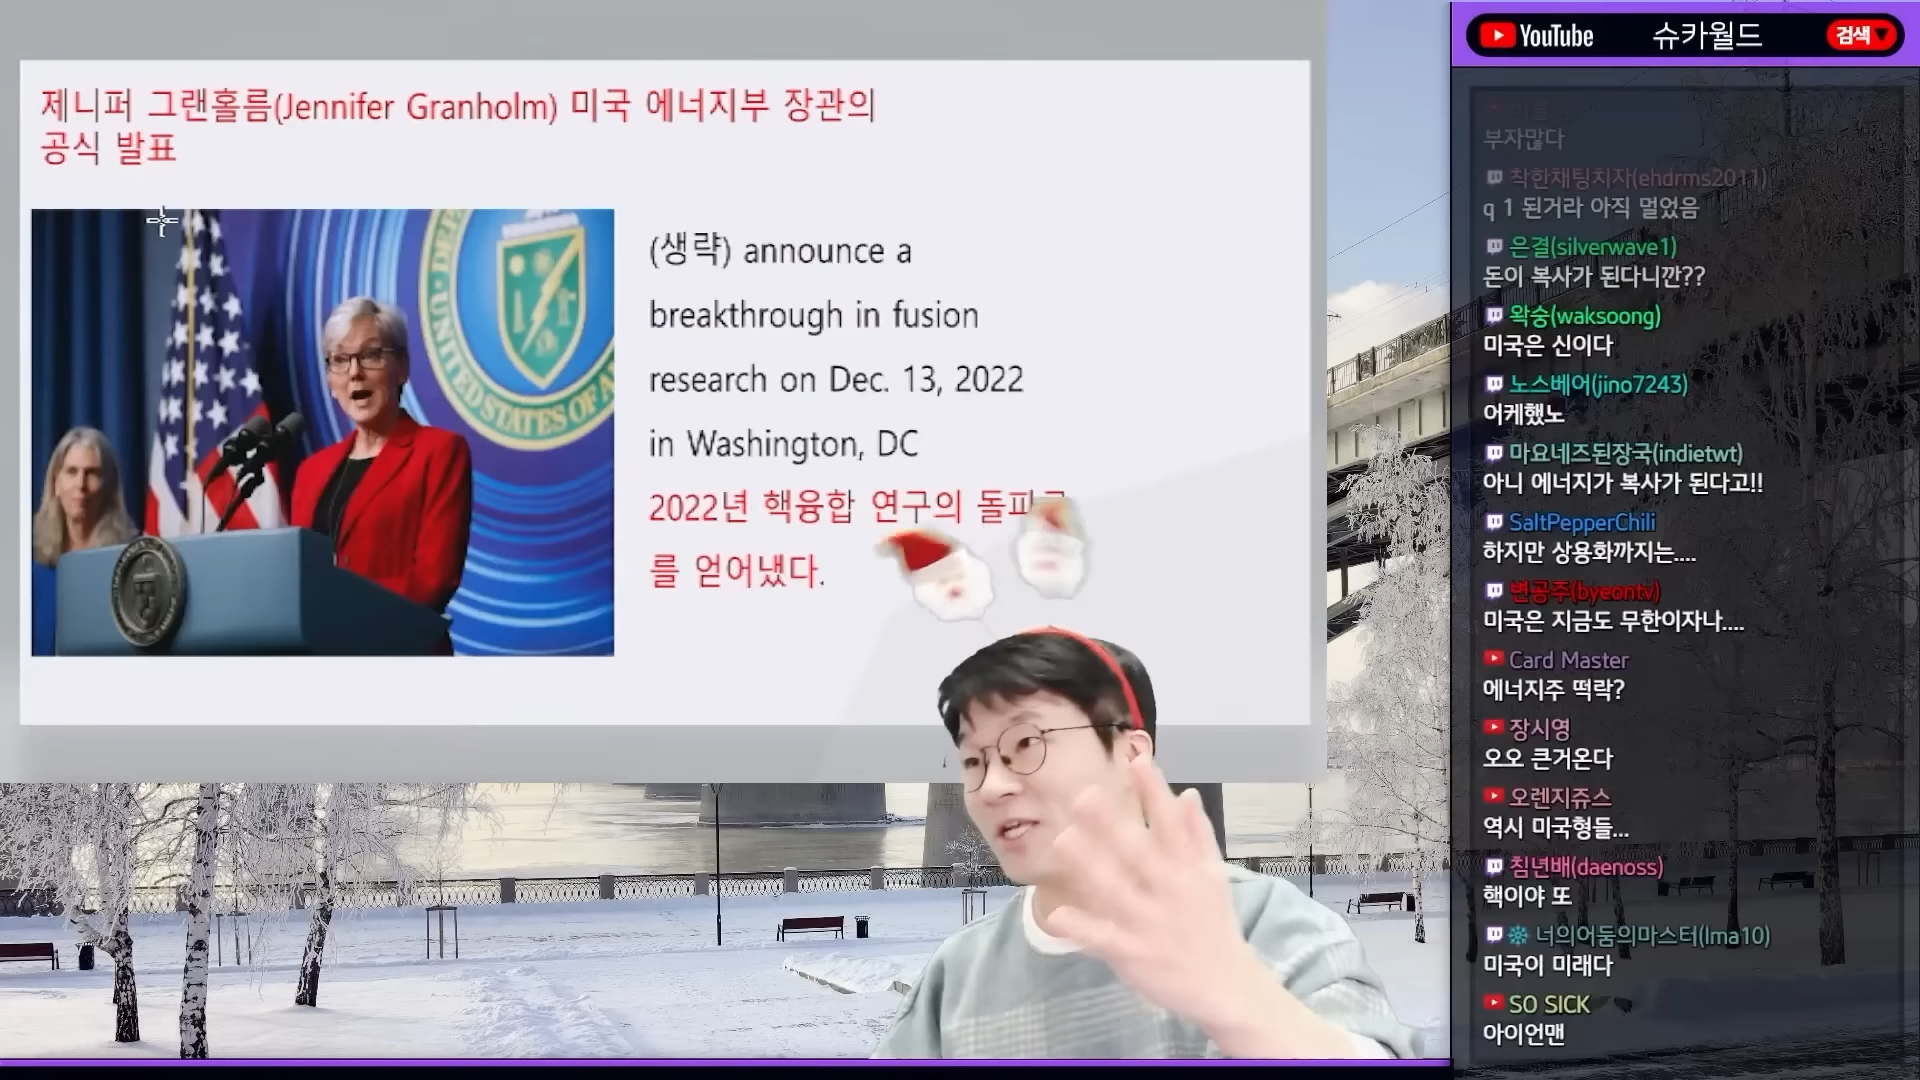 제니퍼 그랜홀름(Jennifer Granholm) 미국 에너지부 장관의
공식 발표
(생략) announce a
breakthrough in fusion
research on Dec. 13, 2022
in Washington, DC
2022년 핵융합 연구의
를 얻어냈다.
UNITED STATES OF
YouTube 슈카월드 검색
부자많다
착한채팅치자(ehdrms2011)
q 1 된거라 아직 멀었음
은결(silverwave1)
돈이 복사가 된다니깐??
왁숭(waksoong)
미국은 신이다
노스베어(jino7243)
어케했노
마요네즈된장국(indietwt)
아니 에너지가 복사가 된다고!!
SaltPepperChili
하지만 상용화까지는....
변공주(byeontv)
미국은 지금도 무한이자나....
Card Master
에너지주 떡락?
장시영
오오 큰거온다
오렌지쥬스
역시 미국형들...
침년배(daenoss)
핵이야 또
너의어둠의마스터(lma10)
미국이 미래다
SO SICK
아이언맨